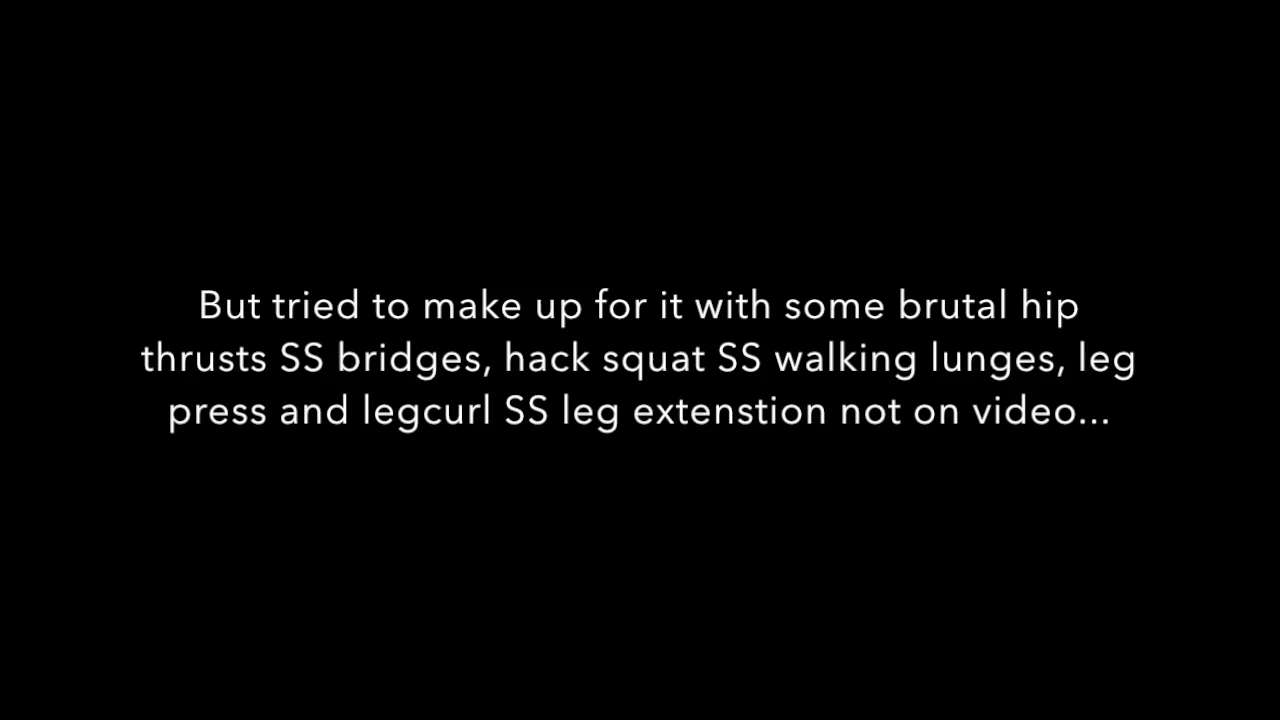 But tried to make up for it with some brutal hip
thrusts SS bridges, hack squat SS walking lunges, leg
press and legcurl SS leg extenstion not on video...